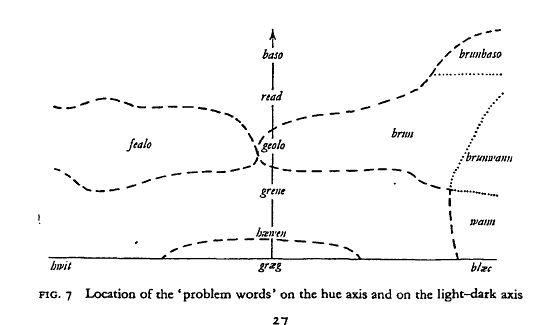 baso
brunbaso
read
brun
fealo
geolo
brunwann
grene
wann
hæwen
hwit
græg
blæc
FIG. 7 Location of the ‘problem words’ on the hue axis and on the light–dark axis
27